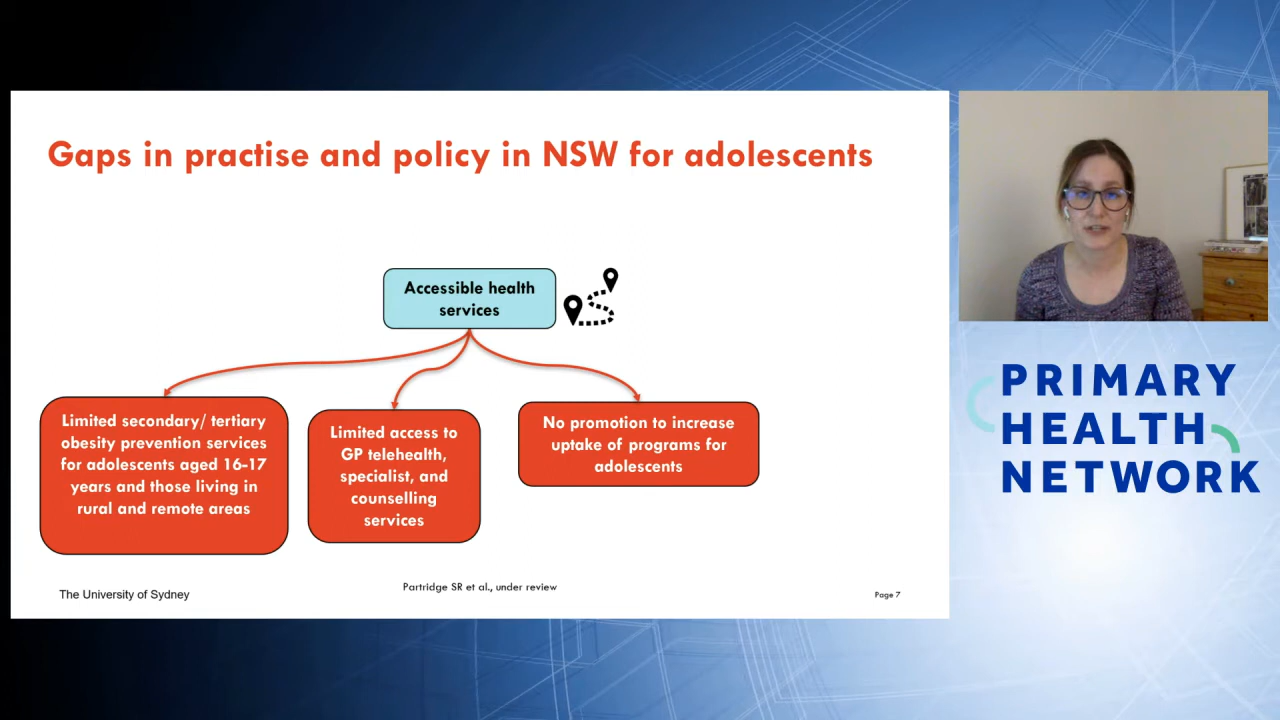 Gaps in practise and policy in NSW for adolescents
Accessible health
services
Limited secondary/ tertiary
obesity prevention services
for adolescents aged 16-17
years and those living in
rural and remote areas
Limited access to
GP telehealth,
specialist, and
counselling
services
No promotion to increase
uptake of programs for
adolescents
Partridge SR et al., under review
The University of Sydney
Page 7
PRIMARY
HEALTH
NETWORK